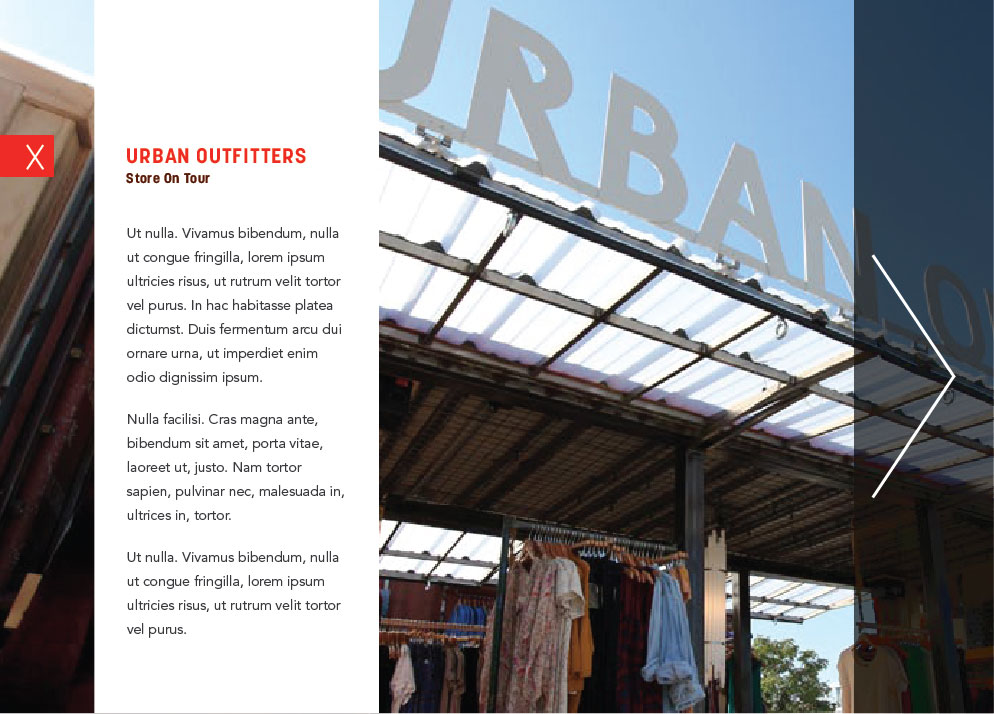 X
URBAN OUTFITTERS
Store On Tour
Ut nulla. Vivamus bibendum, nulla
ut congue fringilla, lorem ipsum
ultricies risus, ut rutrum velit tortor
vel purus. In hac habitasse platea
dictumst. Duis fermentum arcu dui
ornare urna, ut imperdiet enim
odio dignissim ipsum.
Nulla facilisi. Cras magna ante,
bibendum sit amet, porta vitae,
laoreet ut, justo. Nam tortor
sapien, pulvinar nec, malesuada in,
ultrices in, tortor.
Ut nulla. Vivamus bibendum, nulla
ut congue fringilla, lorem ipsum
ultricies risus, ut rutrum velit tortor
vel purus.
URBAN OU